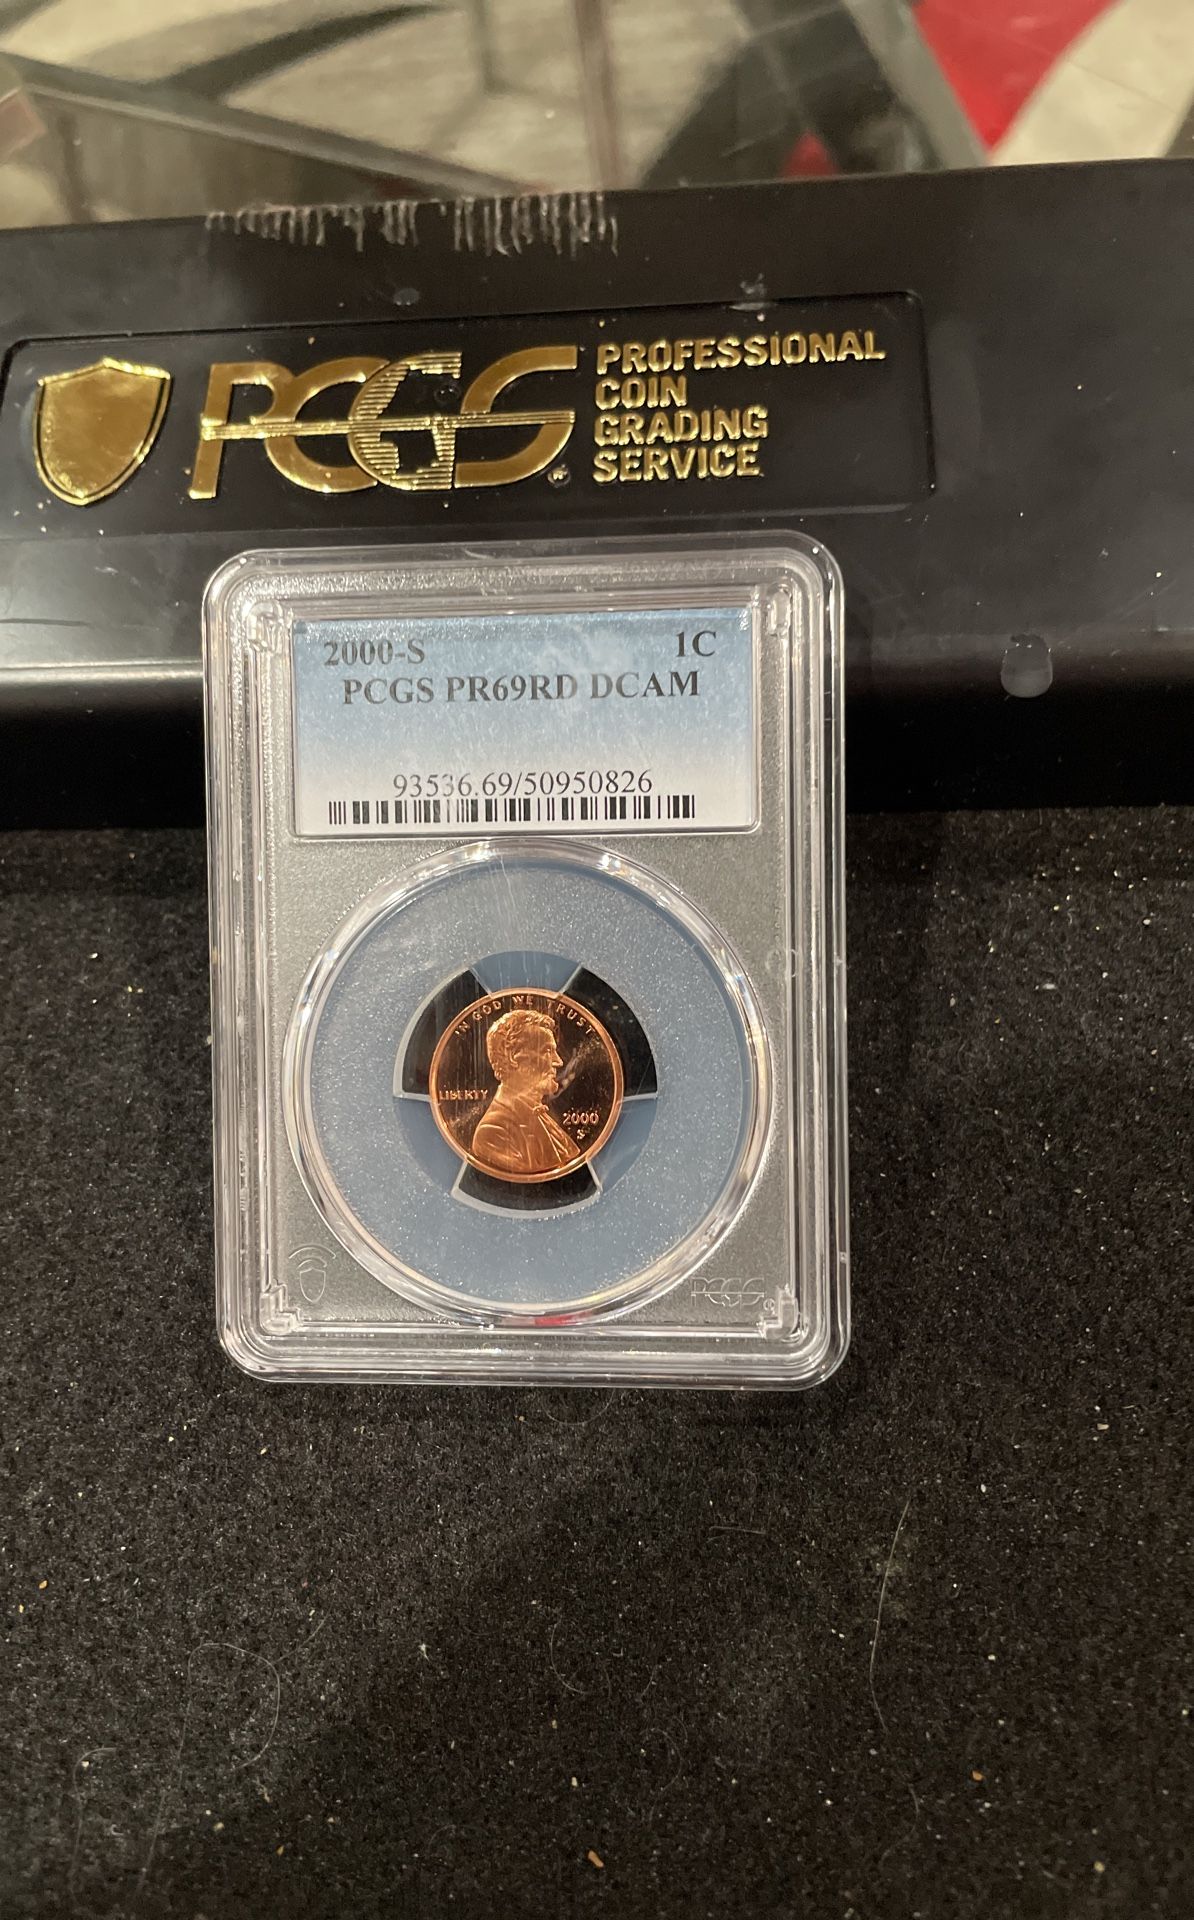 PCGS
PROFESSIONAL
COIN
GRADING
SERVICE
2000-S 1C
PCGS PR69RD DCAM
93536.69/50950826
IN GOD WE TRUST
LIBERTY
2000
S
PCGS